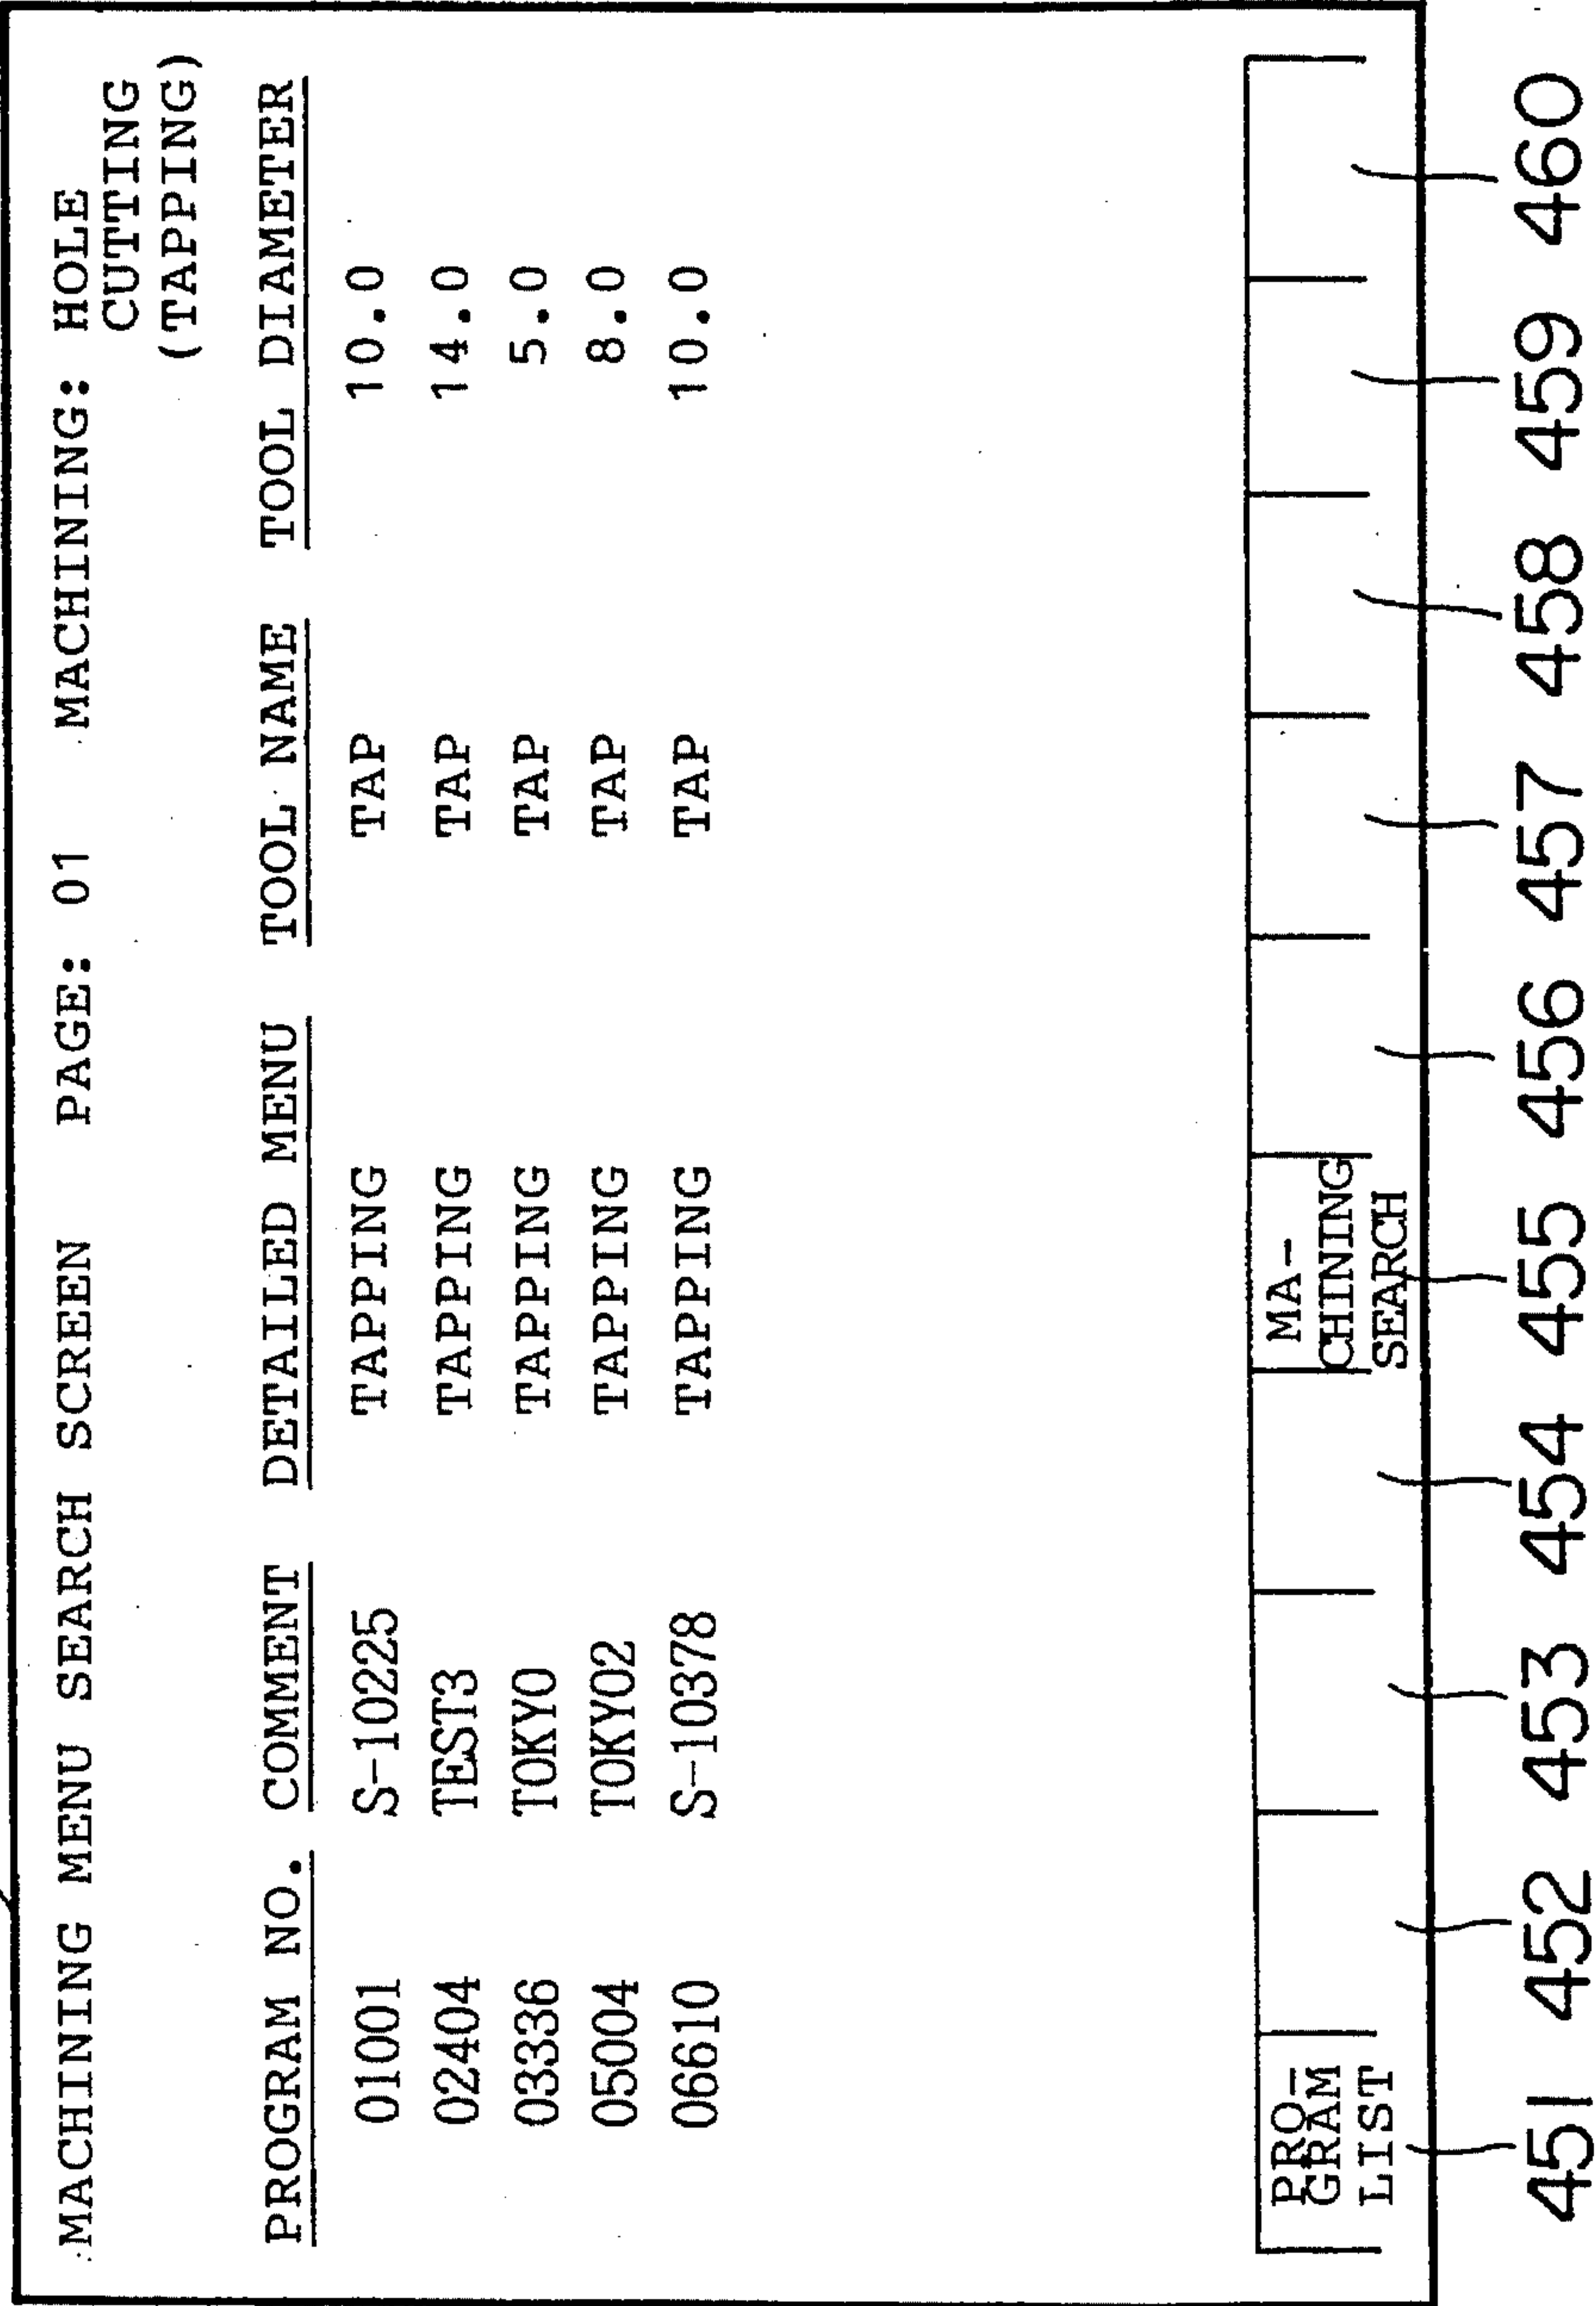 MACHINING MENU SEARCH SCREEN PAGE: 01 MACHINING: HOLE
CUTTING
(TAPPING)
PROGRAM NO. COMMENT DETAILED MENU TOOL NAME TOOL DIAMETER
01001 S-10225 TAPPING TAP 10.0
02404 TEST3 TAPPING TAP 14.0
03336 TOKYO TAPPING TAP 5.0
05004 TOKYO2 TAPPING TAP 8.0
06610 S-10378 TAPPING TAP 10.0
PRO-
GRAM
LIST
MA-
CHINING
SEARCH
451 452 453 454 455 456 457 458 459 460